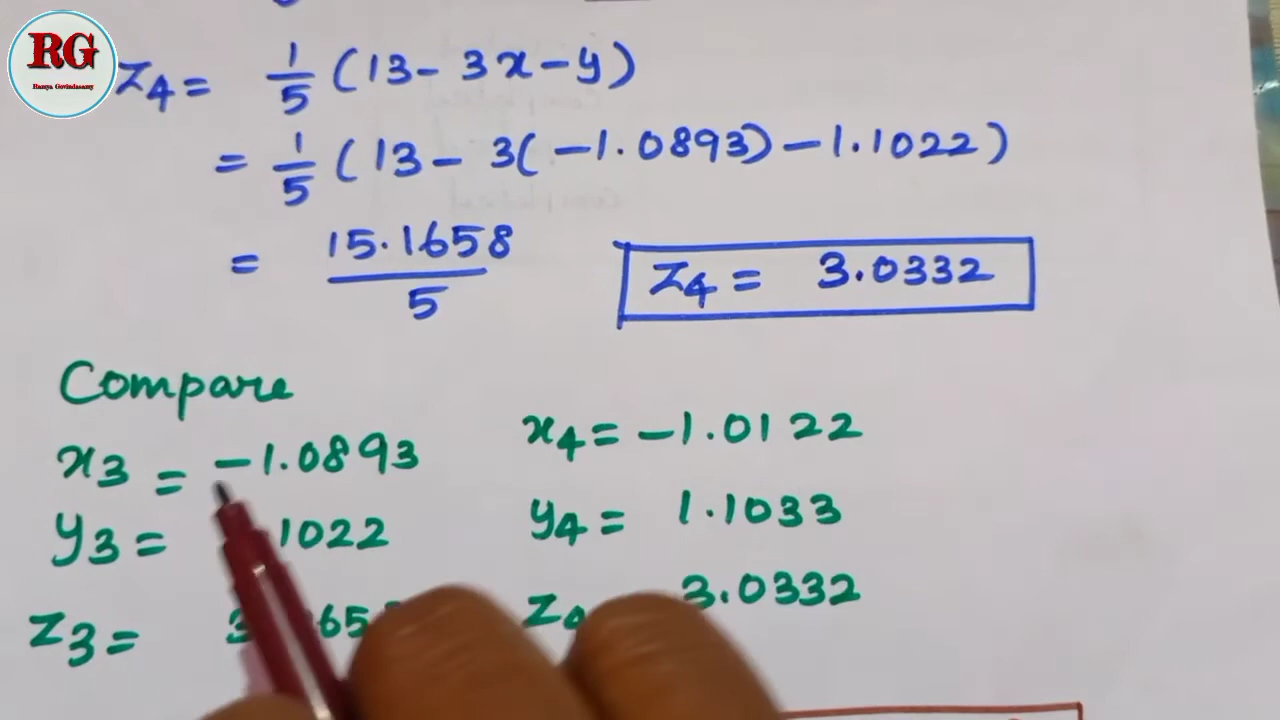 RG
Ramya Govindasamy
Z4 = 1/5 (13 - 3x - y)
= 1/5 (13 - 3(-1.0893) - 1.1022)
= 15.1658/5
Z4 = 3.0332
Compare
x3 = -1.0893 x4 = -1.0122
y3 = 1022 y4 = 1.1033
Z3 = 3.0332